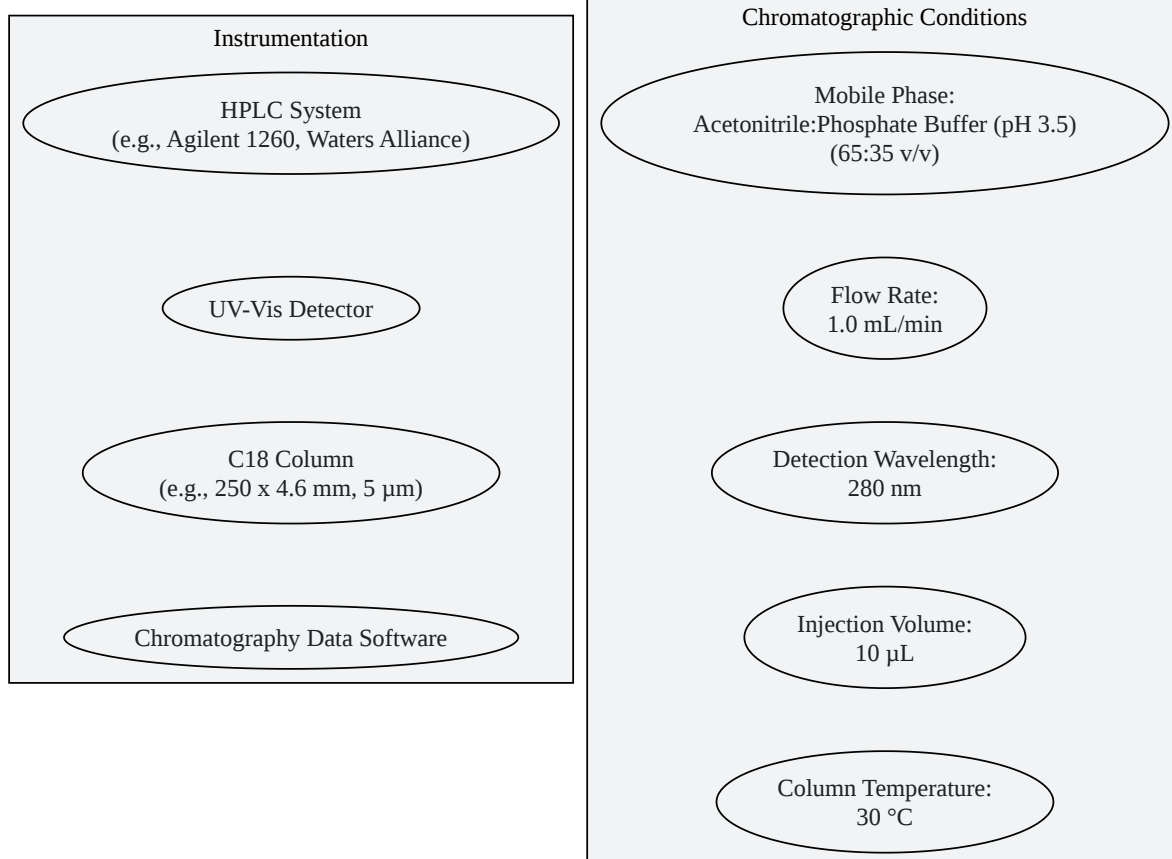 Instrumentation
HPLC System
(e.g., Agilent 1260, Waters Alliance)
UV-Vis Detector
C18 Column
(e.g., 250 x 4.6 mm, 5 µm)
Chromatography Data Software
Chromatographic Conditions
Mobile Phase:
Acetonitrile:Phosphate Buffer (pH 3.5)
(65:35 v/v)
Flow Rate:
1.0 mL/min
Detection Wavelength:
280 nm
Injection Volume:
10 µL
Column Temperature:
30 °C